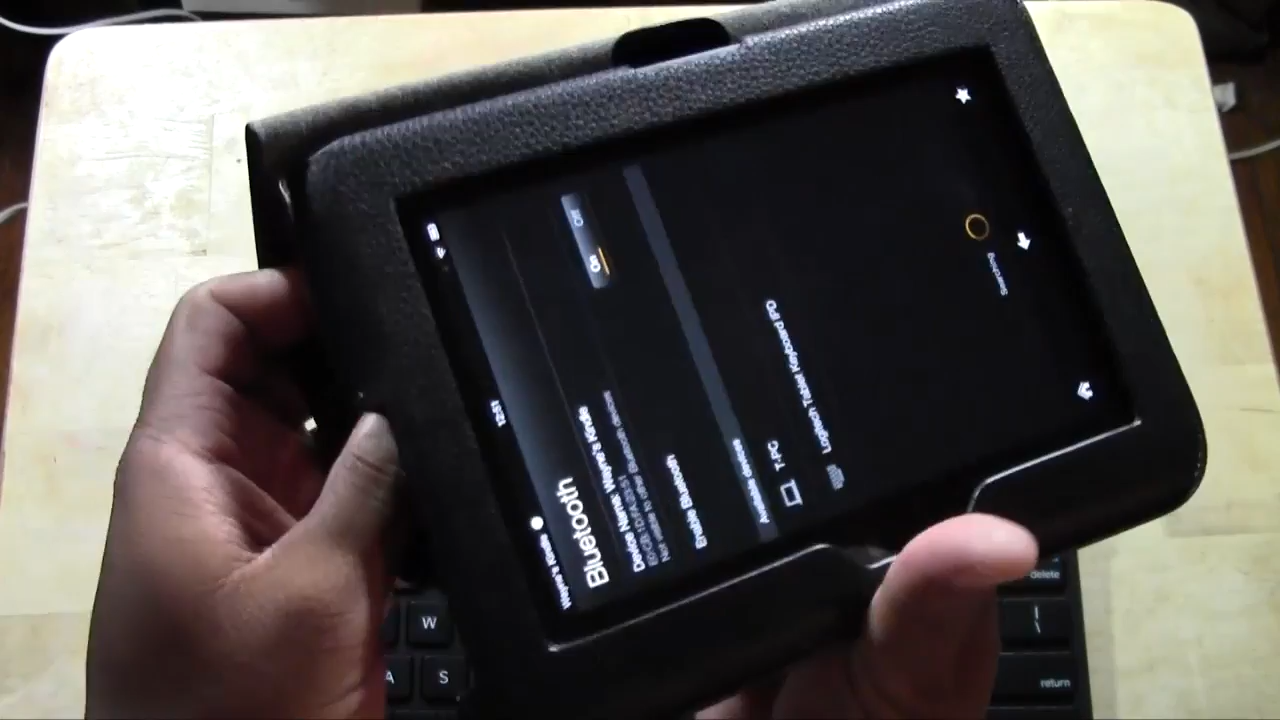 Wayne's Kindle
12:51
Bluetooth
Device Name: Wayne's Kindle
Not visible to other Bluetooth devices
Enable Bluetooth
On
Off
Available devices
T-PC
Logitech Tablet Keyboard iPD
Searching
W
A
S
delete
|
\
return